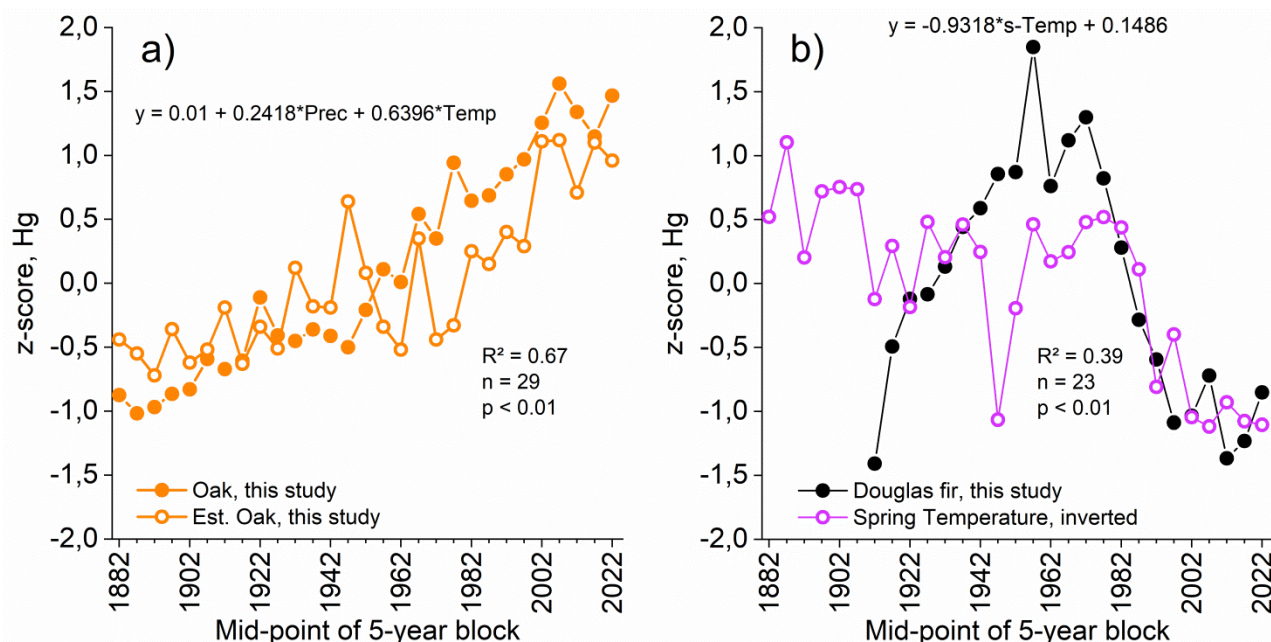 a)
y = 0.01 + 0.2418*Prec + 0.6396*Temp
z-score, Hg
2,0
1,5
1,0
0,5
0,0
-0,5
-1,0
-1,5
-2,0
R² = 0.67
n = 29
p < 0.01
Oak, this study
Est. Oak, this study
1882
1902
1922
1942
1962
1982
2002
2022
Mid-point of 5-year block
b)
y = -0.9318*s-Temp + 0.1486
z-score, Hg
2,0
1,5
1,0
0,5
0,0
-0,5
-1,0
-1,5
-2,0
R² = 0.39
n = 23
p < 0.01
Douglas fir, this study
Spring Temperature, inverted
1882
1902
1922
1942
1962
1982
2002
2022
Mid-point of 5-year block